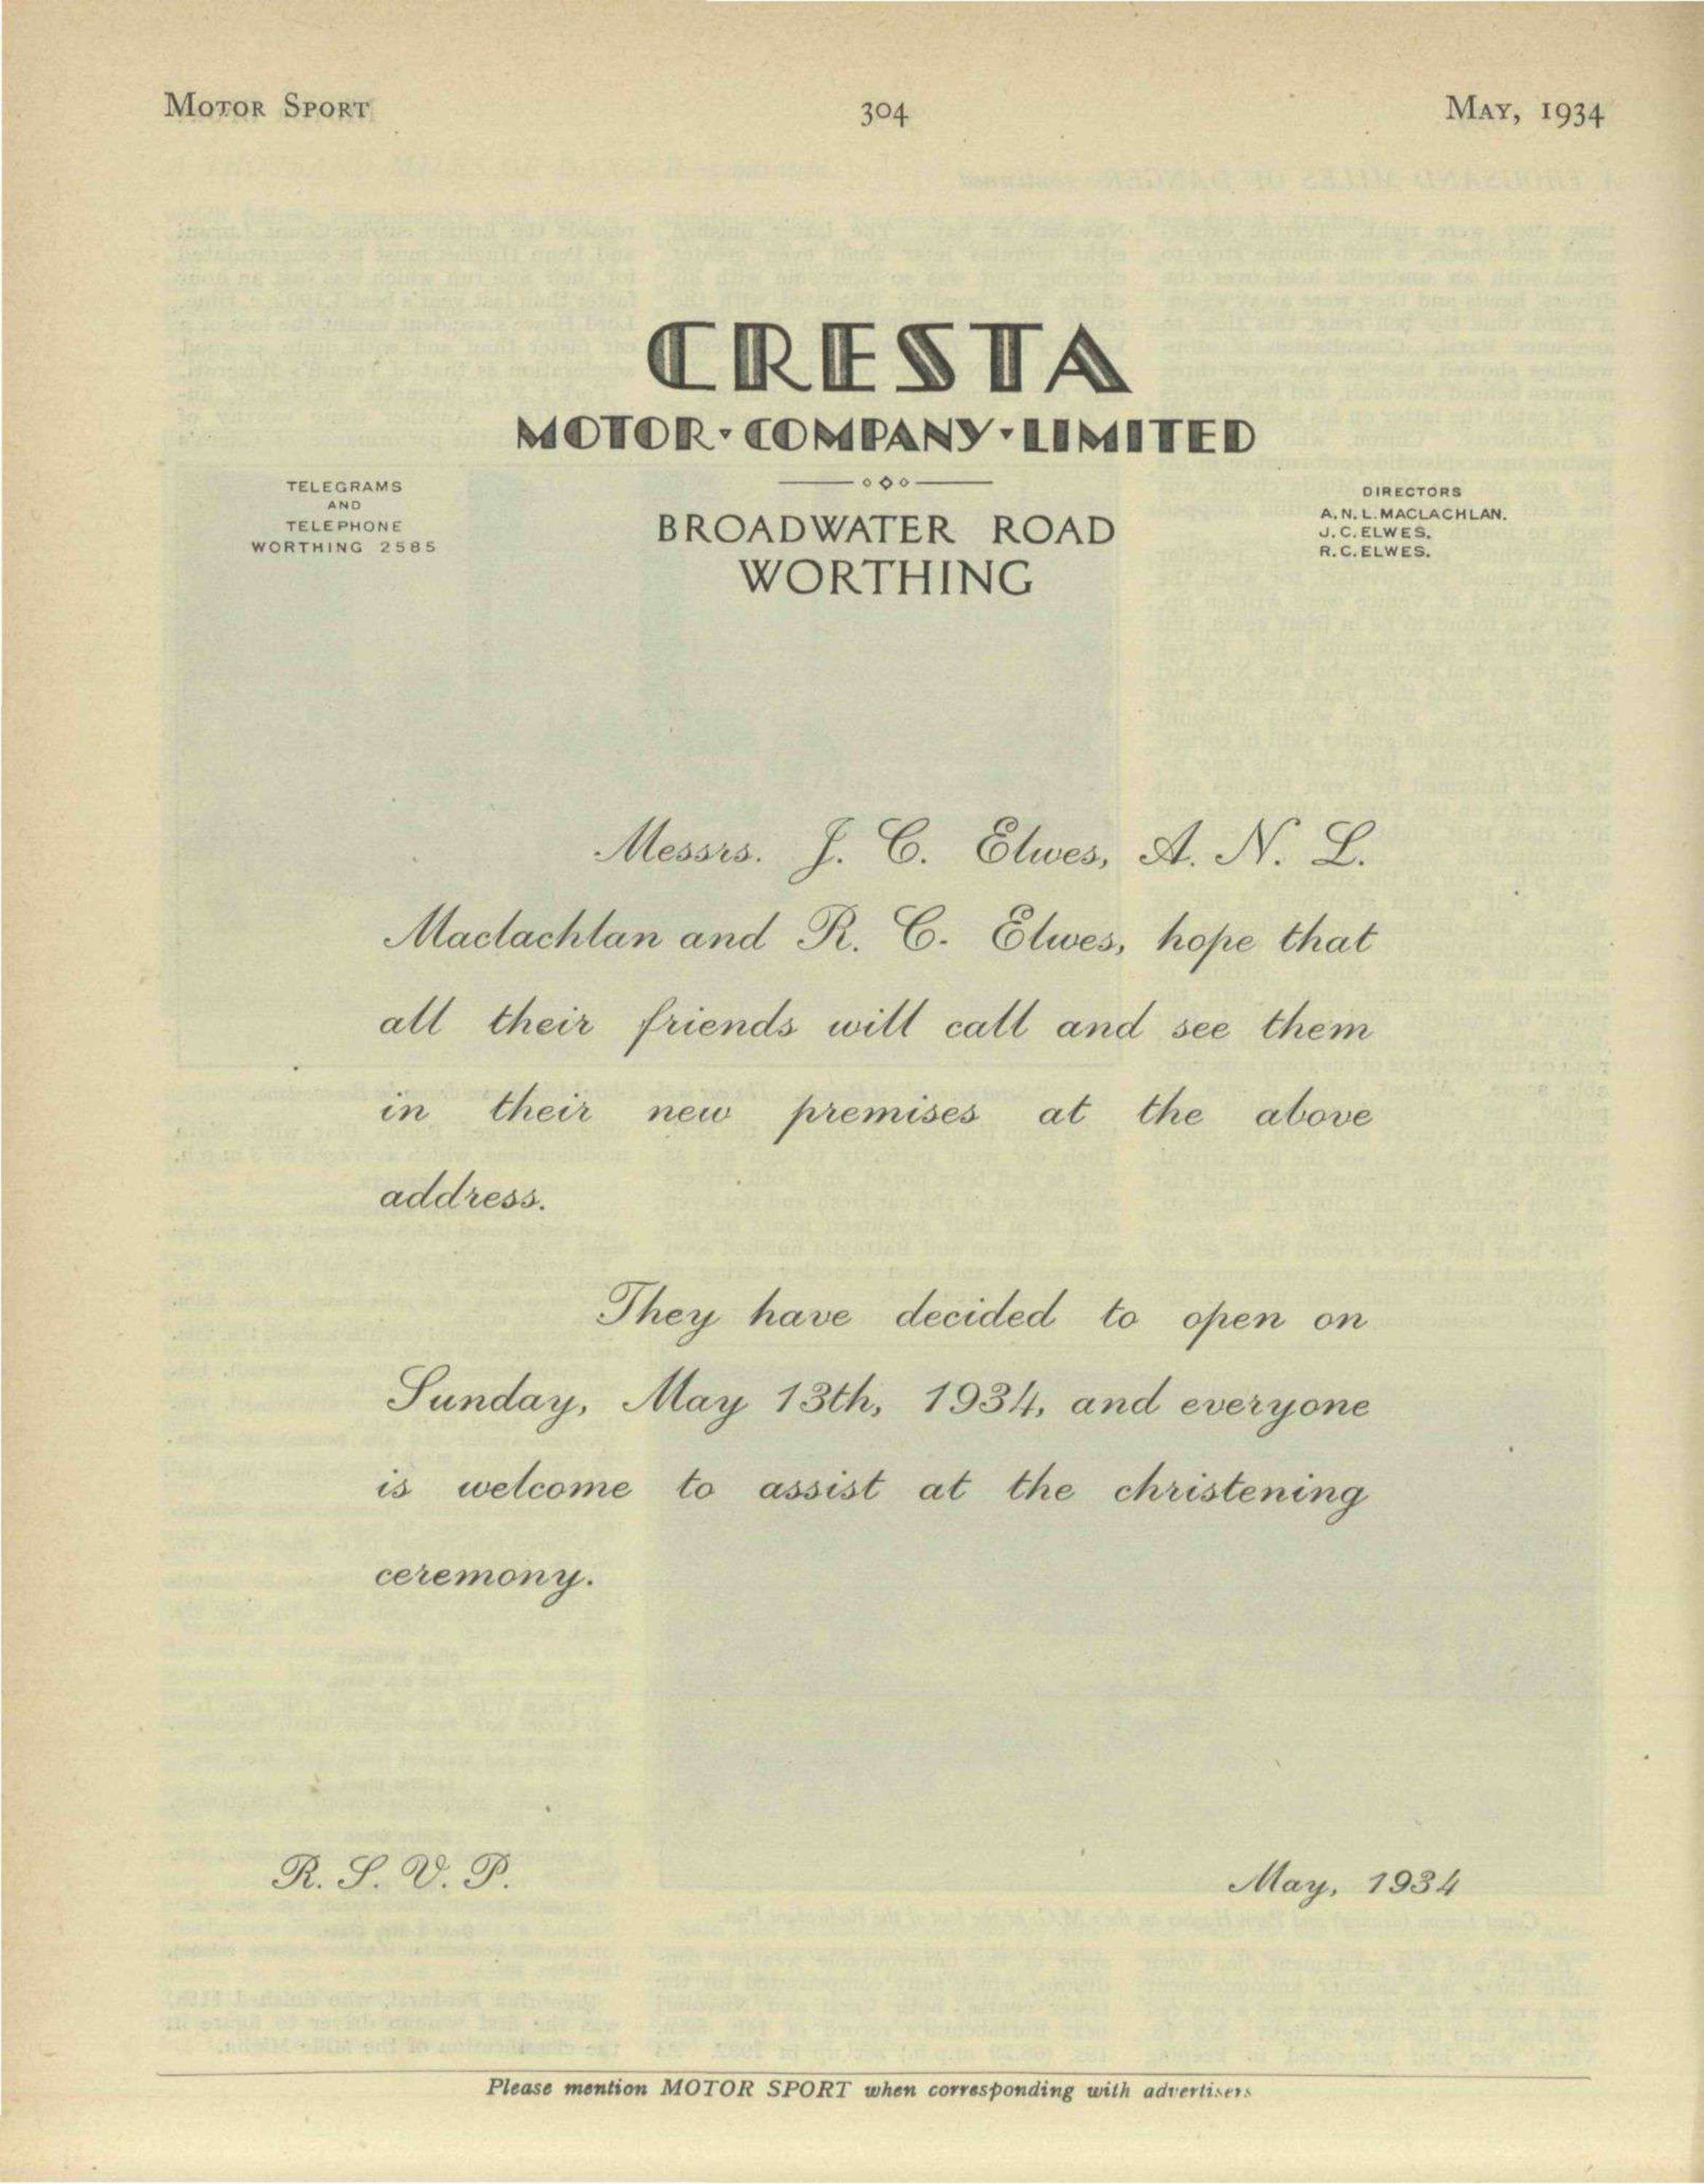 MOTOR SPORT
304
MAY, 1934
CRESTA
MOTOR · COMPANY · LIMITED
TELEGRAMS
AND
TELEPHONE
WORTHING 2585
BROADWATER ROAD
WORTHING
DIRECTORS
A. N. L. MACLACHLAN.
J. C. ELWES.
R. C. ELWES.
Messrs. J. C. Elwes, A. N. L.
Maclachlan and R. C. Elwes, hope that
all their friends will call and see them
in their new premises at the above
address.
They have decided to open on
Sunday, May 13th, 1934, and everyone
is welcome to assist at the christening
ceremony.
R. S. V. P.
May, 1934
Please mention MOTOR SPORT when corresponding with advertisers